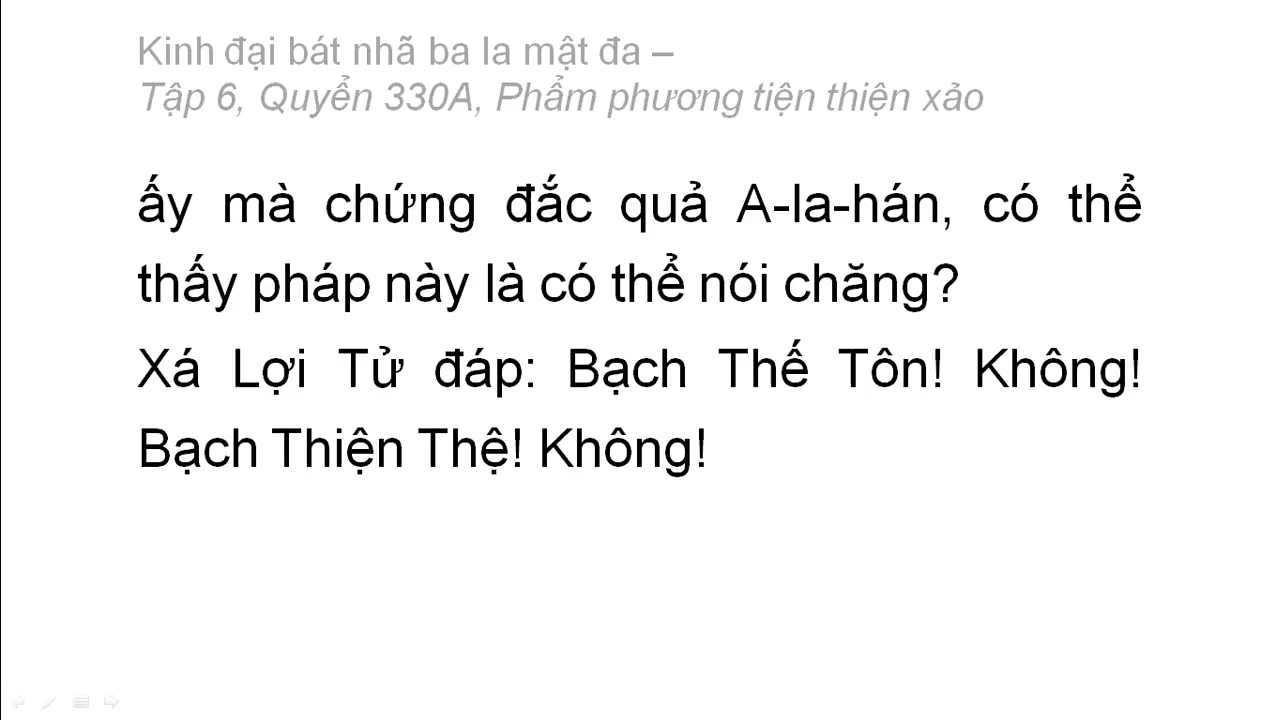 Kinh đại bát nhã ba la mật đa –
Tập 6, Quyển 330A, Phẩm phương tiện thiện xảo
ấy mà chứng đắc quả A-la-hán, có thể
thấy pháp này là có thể nói chăng?
Xá Lợi Tử đáp: Bạch Thế Tôn! Không!
Bạch Thiện Thệ! Không!